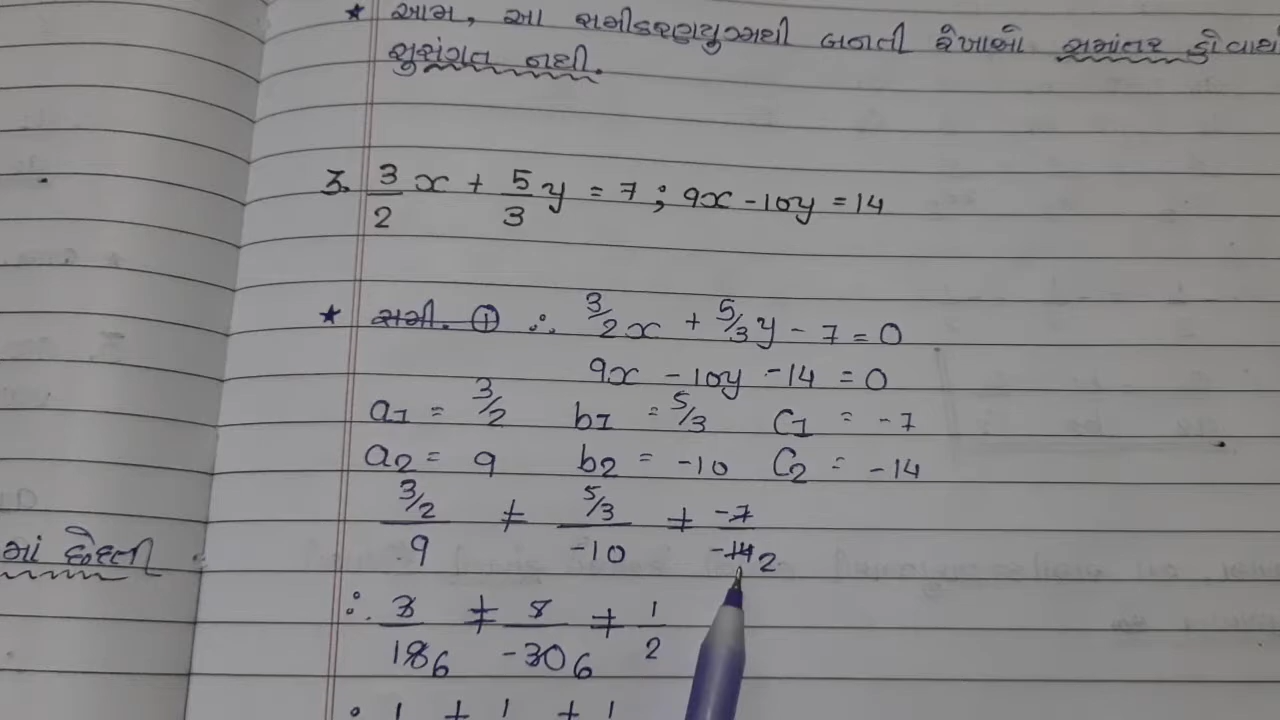 * આમ, આ સમીકરણયુગ્મથી બનતી રેખાઓ સમાંતર હોવાથી
સુસંગત નથી.
3. 3/2 x + 5/3 y = 7 ; 9x - 10y = 14
* સમી. ① ∴ 3/2 x + 5/3 y - 7 = 0
9x - 10y - 14 = 0
a1 = 3/2 b1 = 5/3 c1 = -7
a2 = 9 b2 = -10 c2 = -14
(3/2)/9 ≠ (5/3)/-10 ≠ -7/-14 2
∴ 3/18 6 ≠ 5/-30 6 ≠ 1/2